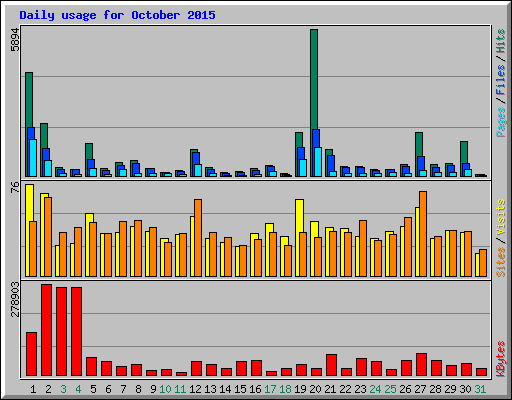 Daily usage for October 2015
5894
Pages / Files / Hits
76
Sites / Visits
278903
KBytes
1 2 3 4 5 6 7 8 9 10 11 12 13 14 15 16 17 18 19 20 21 22 23 24 25 26 27 28 29 30 31